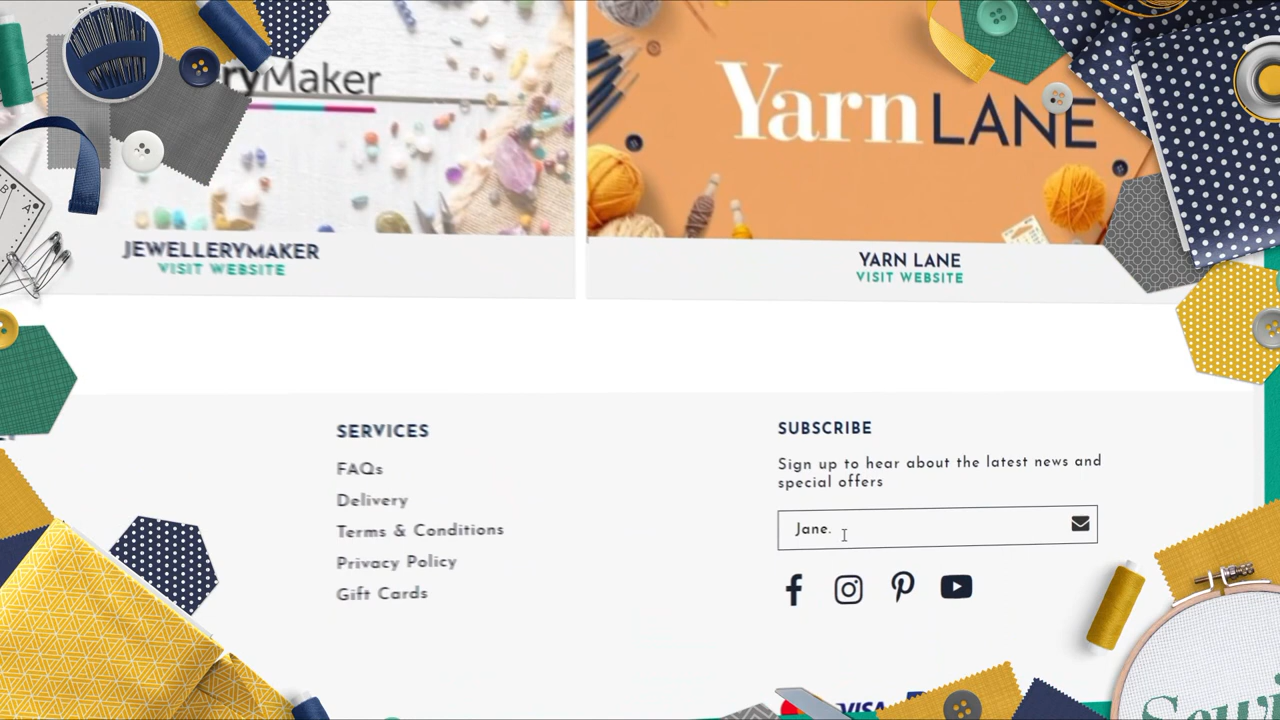 ryMaker
Yarn LANE
JEWELLERYMAKER
VISIT WEBSITE
YARN LANE
VISIT WEBSITE
SERVICES
FAQs
Delivery
Terms & Conditions
Privacy Policy
Gift Cards
SUBSCRIBE
Sign up to hear about the latest news and
special offers
Jane.
VISA